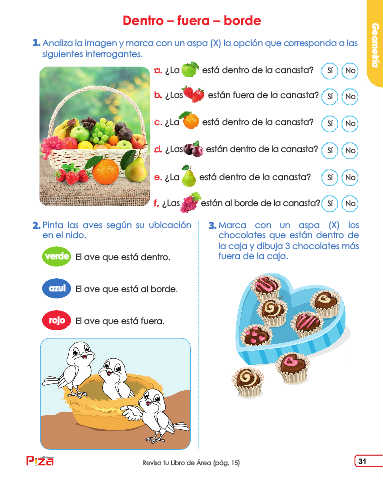 Dentro – fuera – borde
Geometría
1. Analiza la imagen y marca con un aspa (X) la opción que corresponda a las
siguientes interrogantes.
a. ¿La está dentro de la canasta? Sí No
b. ¿Las están fuera de la canasta? Sí No
c. ¿La está dentro de la canasta? Sí No
d. ¿Las están dentro de la canasta? Sí No
e. ¿La está dentro de la canasta? Sí No
f. ¿Las están al borde de la canasta? Sí No
2. Pinta las aves según su ubicación
en el nido.
verde El ave que está dentro.
azul El ave que está al borde.
rojo El ave que está fuera.
3. Marca con un aspa (X) los
chocolates que están dentro de
la caja y dibuja 3 chocolates más
fuera de la caja.
Piza
Revisa tu Libro de Área (pág. 15)
31